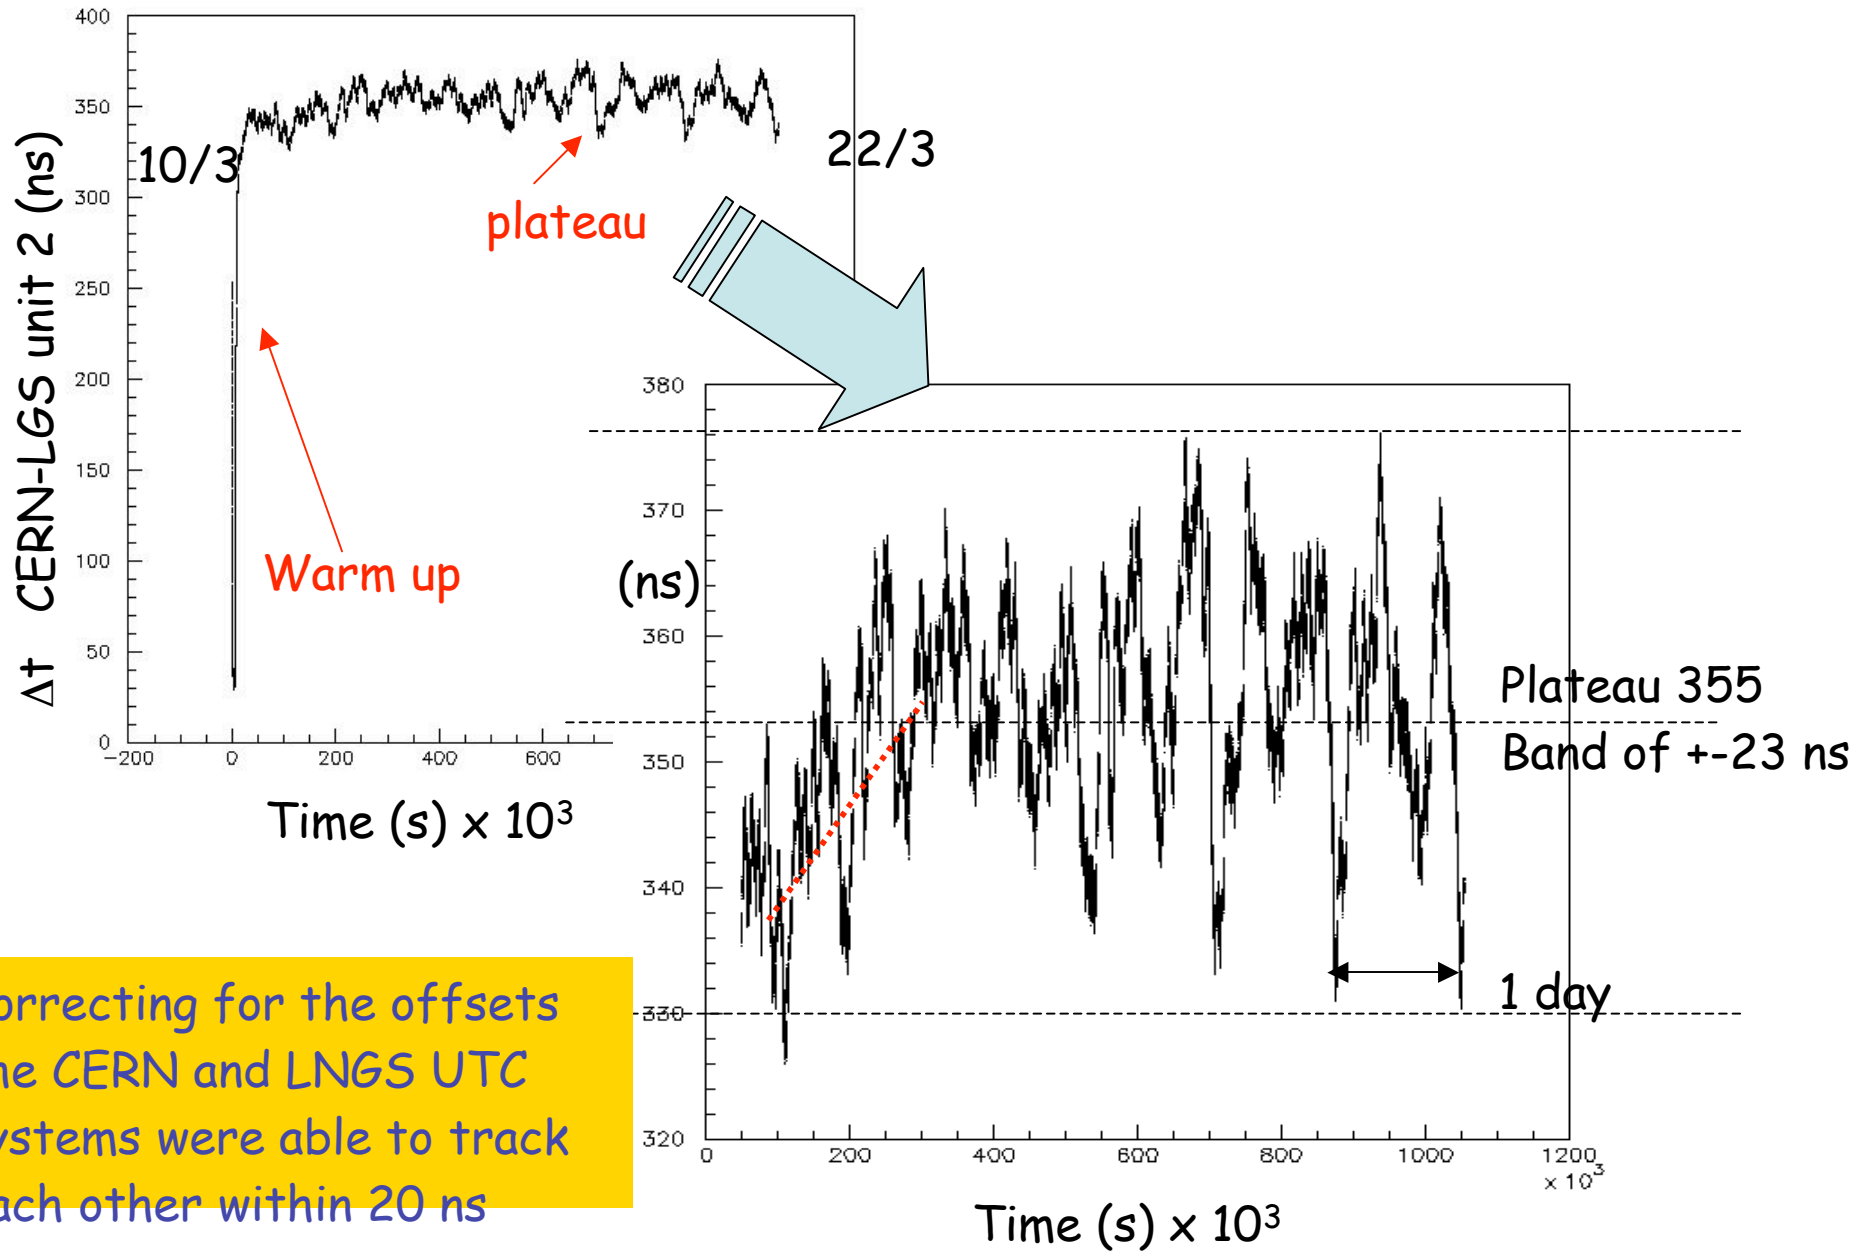 400
350
300
250
200
150
100
50
0
-200
0
200
400
600
Δt CERN-LGS unit 2 (ns)
10/3
22/3
plateau
Warm up
Time (s) x 10³
380
370
360
350
340
330
320
(ns)
0
200
400
600
800
1000
1200
x 10³
Time (s) x 10³
Plateau 355
Band of +-23 ns
1 day
orrecting for the offsets
he CERN and LNGS UTC
ystems were able to track
ach other within 20 ns